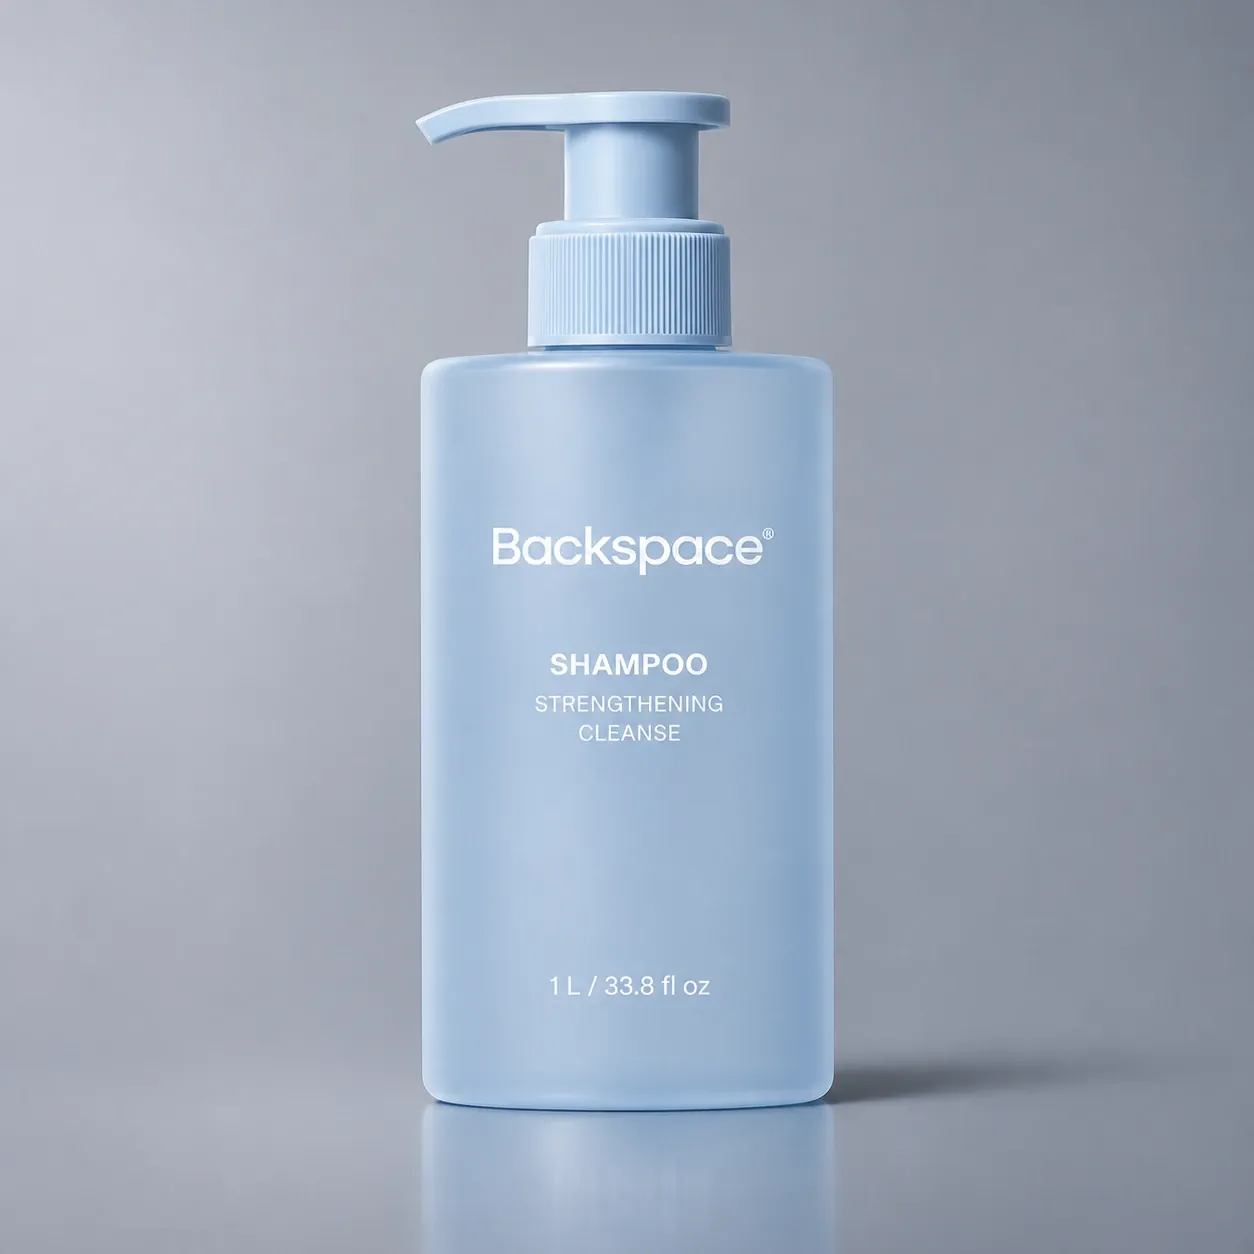 Backspace®
SHAMPOO
STRENGTHENING
CLEANSE
1 L / 33.8 fl oz